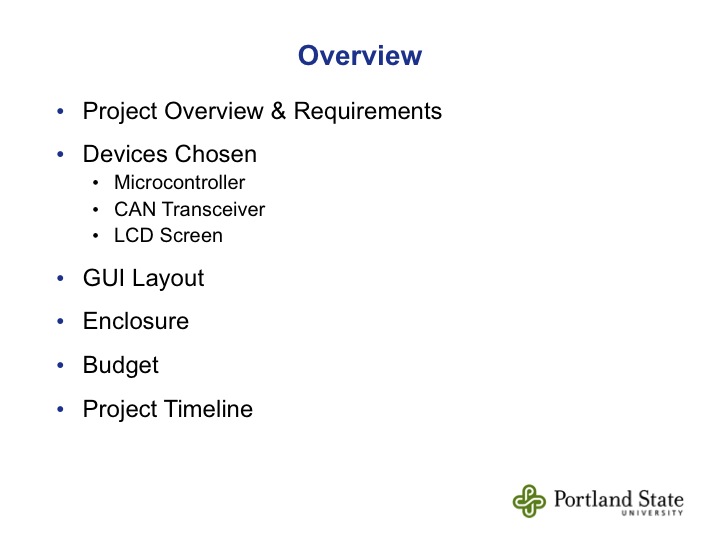 Overview
• Project Overview & Requirements
• Devices Chosen
• Microcontroller
• CAN Transceiver
• LCD Screen
• GUI Layout
• Enclosure
• Budget
• Project Timeline
Portland State
UNIVERSITY